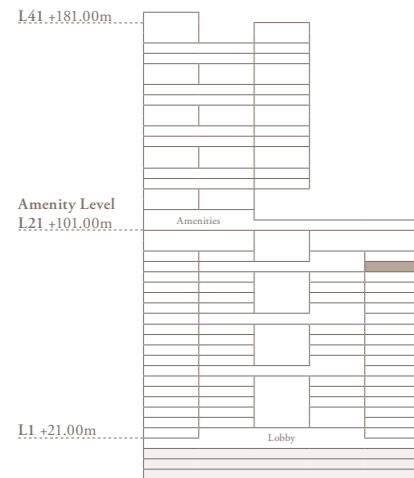 L41 +181.00m
Amenity Level
L21 +101.00m
Amenities
L1 +21.00m
Lobby